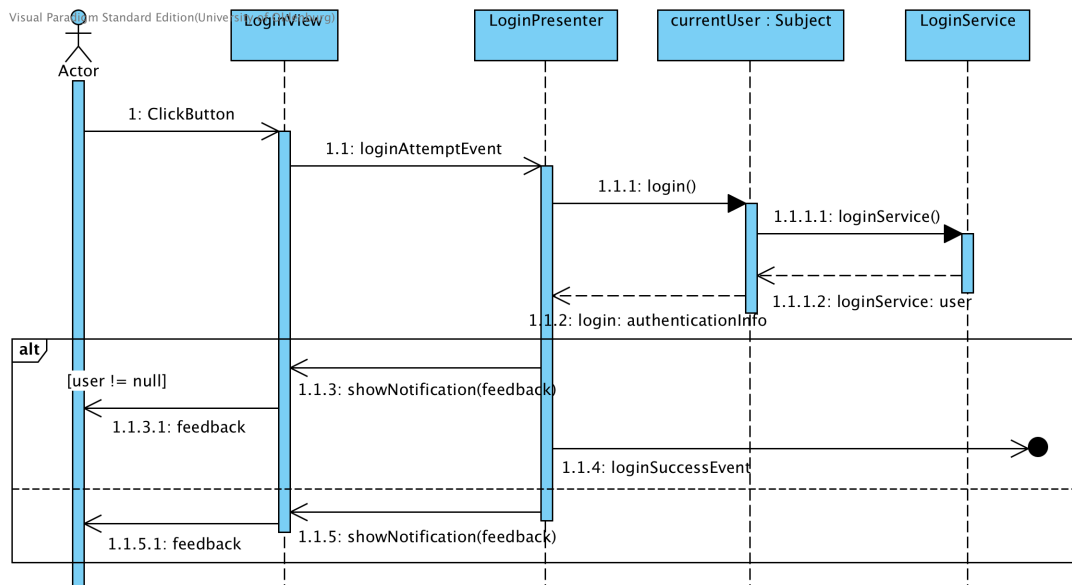 Visual Paradigm Standard Edition(University of Oldenburg)
LoginView
LoginPresenter
currentUser : Subject
LoginService
Actor
1: ClickButton
1.1: loginAttemptEvent
1.1.1: login()
1.1.1.1: loginService()
1.1.1.2: loginService: user
1.1.2: login: authenticationInfo
alt
[user != null]
1.1.3: showNotification(feedback)
1.1.3.1: feedback
1.1.4: loginSuccessEvent
1.1.5: showNotification(feedback)
1.1.5.1: feedback